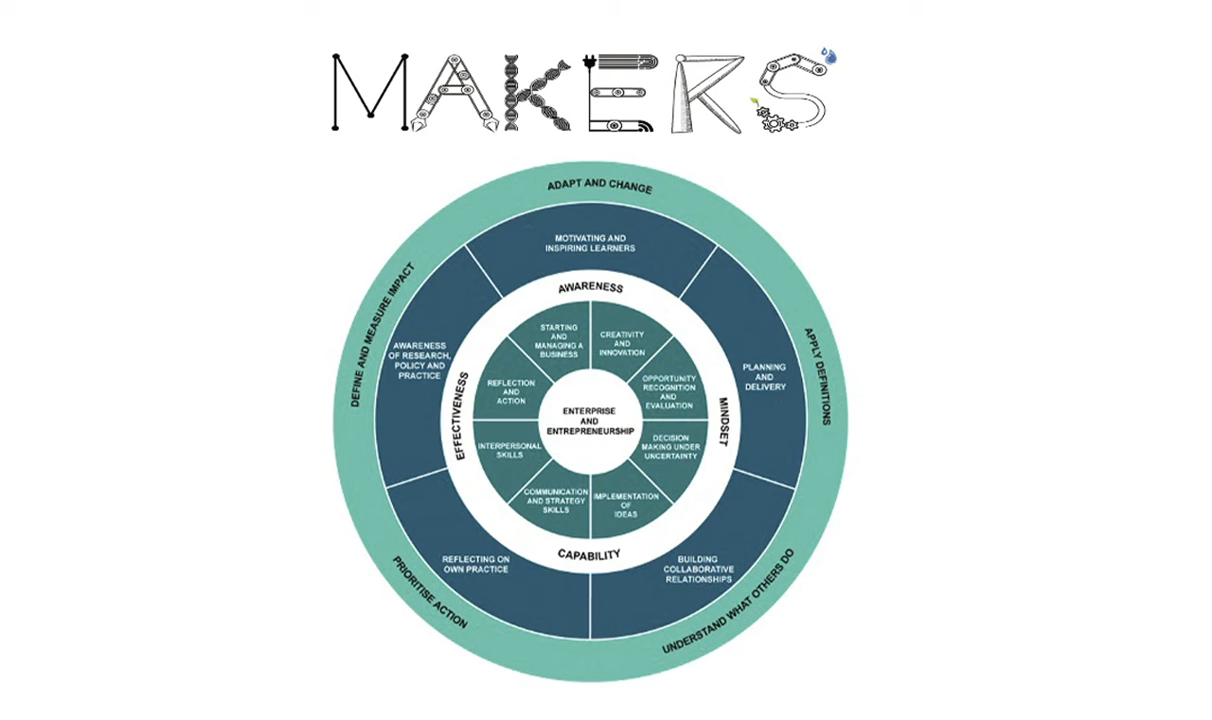 MAKERS
ADAPT AND CHANGE
MOTIVATING AND
INSPIRING LEARNERS
AWARENESS
DEFINE AND MEASURE IMPACT
APPLY DEFINITIONS
AWARENESS
OF RESEARCH,
POLICY AND
PRACTICE
PLANNING
AND
DELIVERY
EFFECTIVENESS
MINDSET
STARTING
AND
MANAGING A
BUSINESS
CREATIVITY
AND
INNOVATION
REFLECTION
AND
ACTION
OPPORTUNITY
RECOGNITION
AND
EVALUATION
ENTERPRISE
AND
ENTREPRENEURSHIP
INTERPERSONAL
SKILLS
DECISION
MAKING UNDER
UNCERTAINTY
COMMUNICATION
AND STRATEGY
SKILLS
IMPLEMENTATION
OF
IDEAS
CAPABILITY
REFLECTING ON
OWN PRACTICE
BUILDING
COLLABORATIVE
RELATIONSHIPS
PRIORITISE ACTION
UNDERSTAND WHAT OTHERS DO